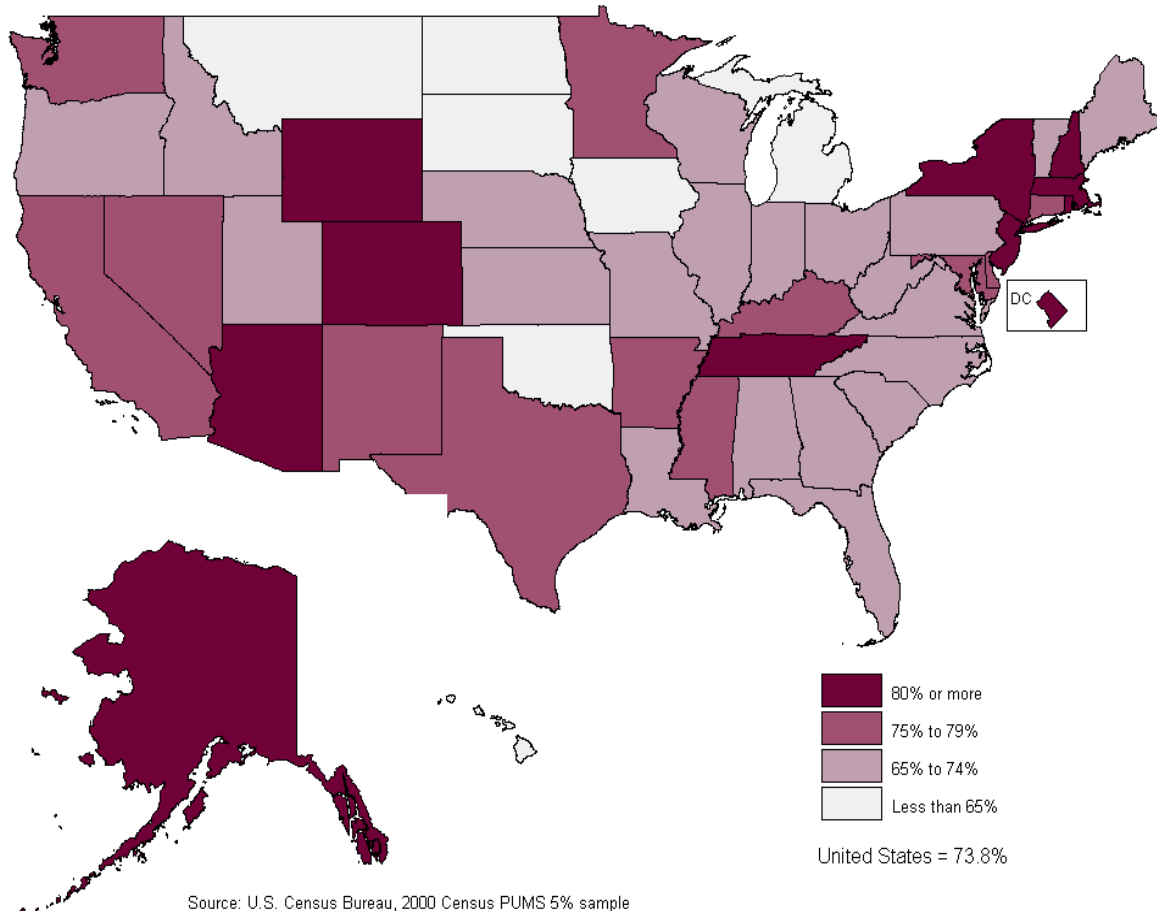 DC
80% or more
75% to 79%
65% to 74%
Less than 65%
United States = 73.8%
Source: U.S. Census Bureau, 2000 Census PUMS 5% sample